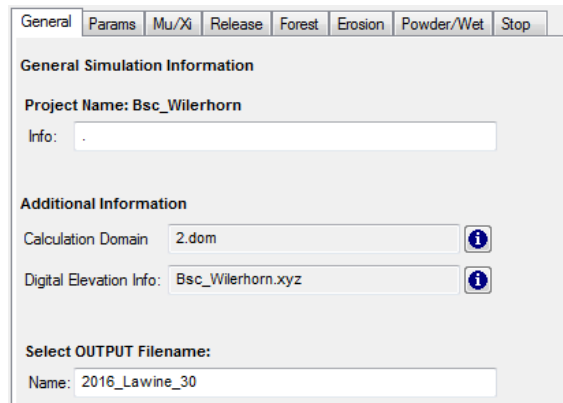 General Params Mu/Xi Release Forest Erosion Powder/Wet Stop
General Simulation Information
Project Name: Bsc_Wilerhorn
Info: .
Additional Information
Calculation Domain 2.dom
Digital Elevation Info: Bsc_Wilerhorn.xyz
Select OUTPUT Filename:
Name: 2016_Lawine_30